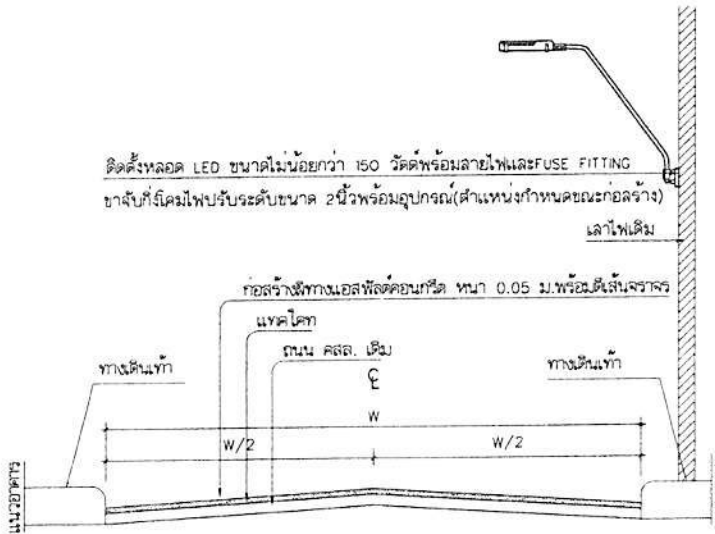 ติดตั้งหลอด LED ขนาดไม่น้อยกว่า 150 วัตต์พร้อมสายไฟและFUSE FITTING
ขาจับกิ่งโคมไฟปรับระดับขนาด 2นิ้วพร้อมอุปกรณ์(ตำแหน่งกำหนดขณะก่อสร้าง)
เสาไฟเดิม
ก่อสร้างผิวทางแอสฟัลต์คอนกรีต หนา 0.05 ม.พร้อมตีเส้นจราจร
แทคโคท
ถนน คสล. เดิม
ทางเดินเท้า
ทางเดินเท้า
℄
W
W/2
W/2
แนวอาคาร